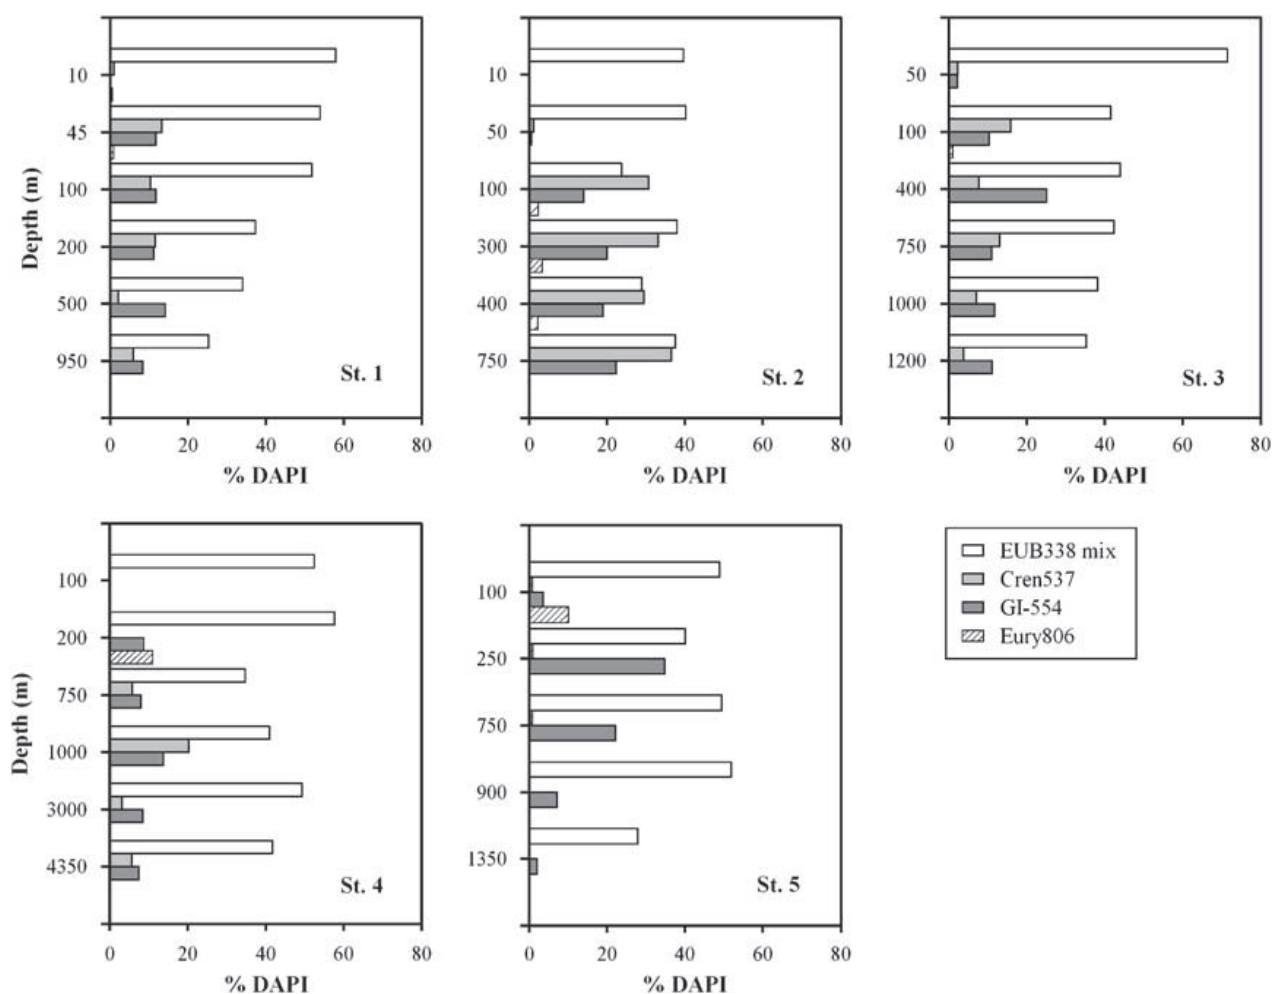 10
45
100
200
500
950
Depth (m)
St. 1
0 20 40 60 80
% DAPI
10
50
100
300
400
750
St. 2
0 20 40 60 80
% DAPI
50
100
400
750
1000
1200
St. 3
0 20 40 60 80
% DAPI
100
200
750
1000
3000
4350
Depth (m)
St. 4
0 20 40 60 80
% DAPI
100
250
750
900
1350
St. 5
0 20 40 60 80
% DAPI
EUB338 mix
Cren537
GI-554
Eury806